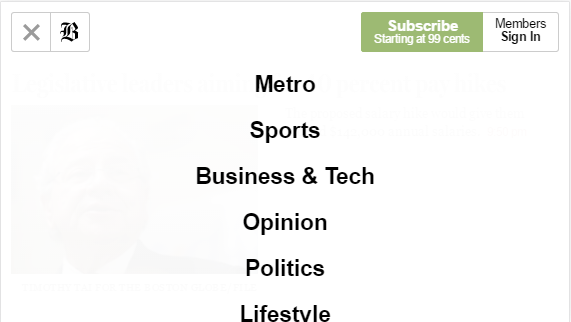 B
Subscribe
Starting at 99 cents
Members
Sign In
Metro
Sports
Business & Tech
Opinion
Politics
Lifestyle